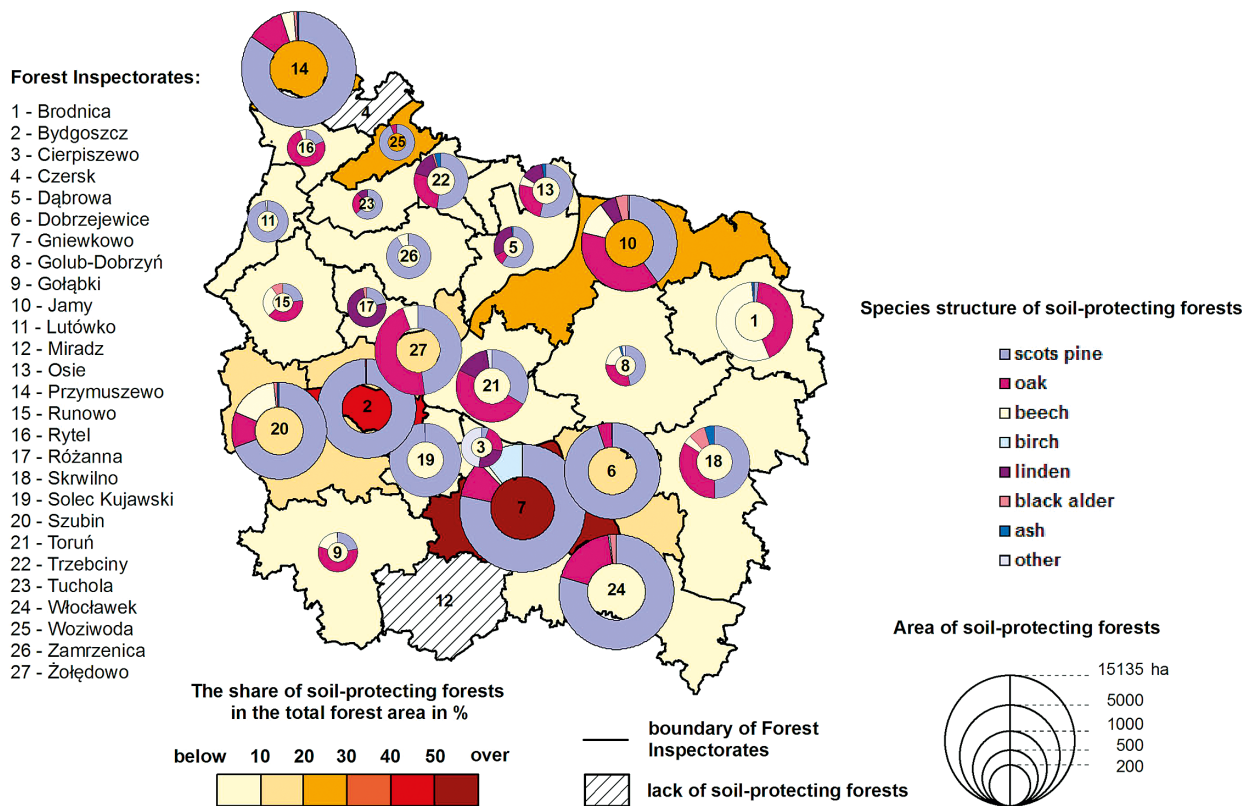 Forest Inspectorates:
1 - Brodnica
2 - Bydgoszcz
3 - Cierpiszewo
4 - Czersk
5 - Dąbrowa
6 - Dobrzejewice
7 - Gniewkowo
8 - Golub-Dobrzyń
9 - Gołąbki
10 - Jamy
11 - Lutówko
12 - Miradz
13 - Osie
14 - Przymuszewo
15 - Runowo
16 - Rytel
17 - Różanna
18 - Skrwilno
19 - Solec Kujawski
20 - Szubin
21 - Toruń
22 - Trzebciny
23 - Tuchola
24 - Włocławek
25 - Woziwoda
26 - Zamrzenica
27 - Żołędowo
14
4
25
16
22
13
23
11
10
5
26
15
17
1
27
8
21
2
20
3
19
6
18
7
9
24
12
Species structure of soil-protecting forests
scots pine
oak
beech
birch
linden
black alder
ash
other
Area of soil-protecting forests
15135 ha
5000
1000
500
200
The share of soil-protecting forests
in the total forest area in %
below 10 20 30 40 50 over
boundary of Forest
Inspectorates
lack of soil-protecting forests